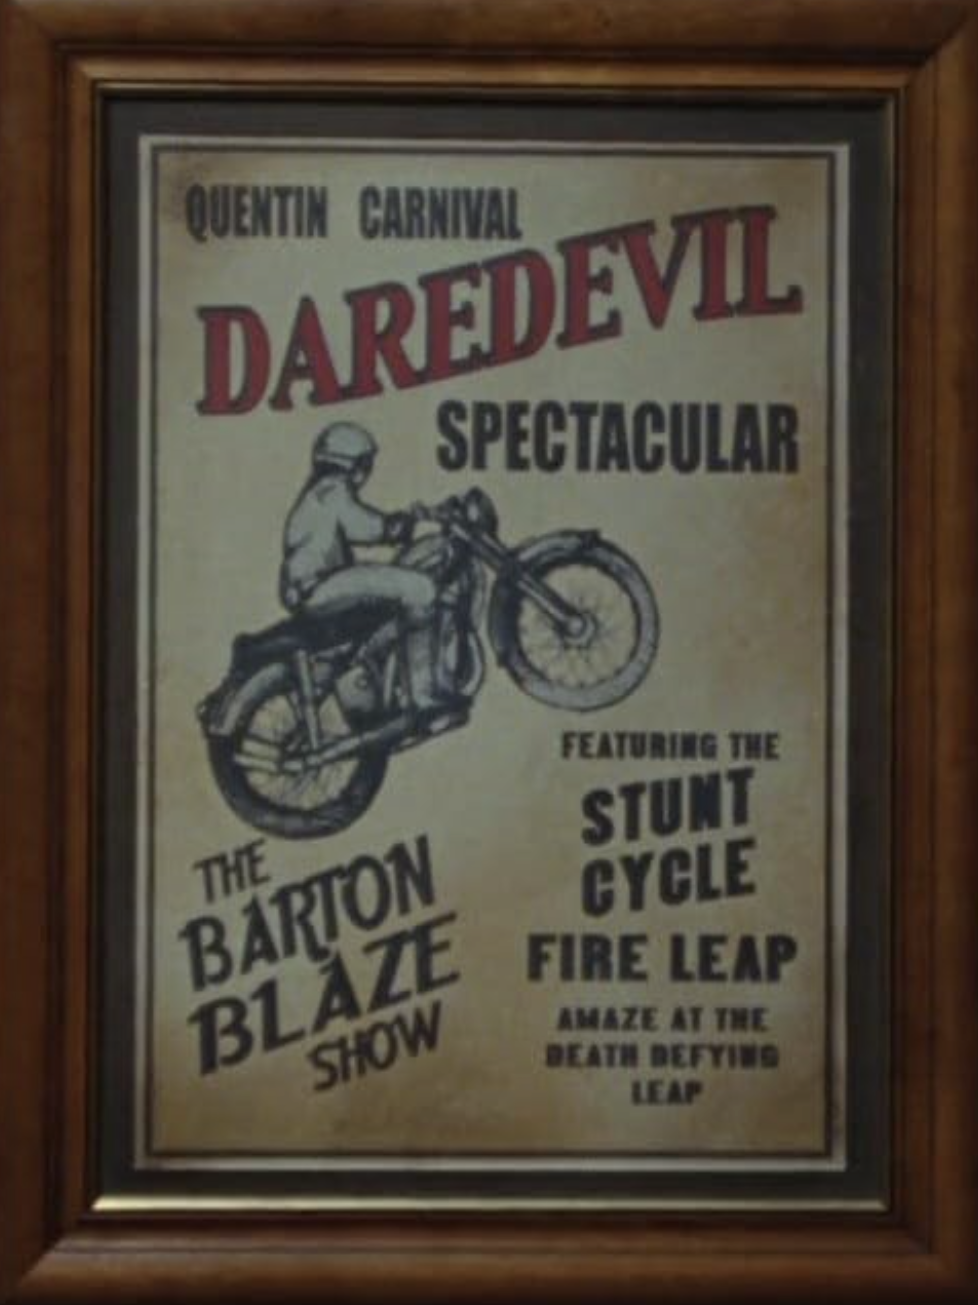 QUENTIN CARNIVAL
DAREDEVIL
SPECTACULAR
FEATURING THE
STUNT
CYCLE
FIRE LEAP
AMAZE AT THE
DEATH DEFYING
LEAP
THE
BARTON
BLAZE
SHOW